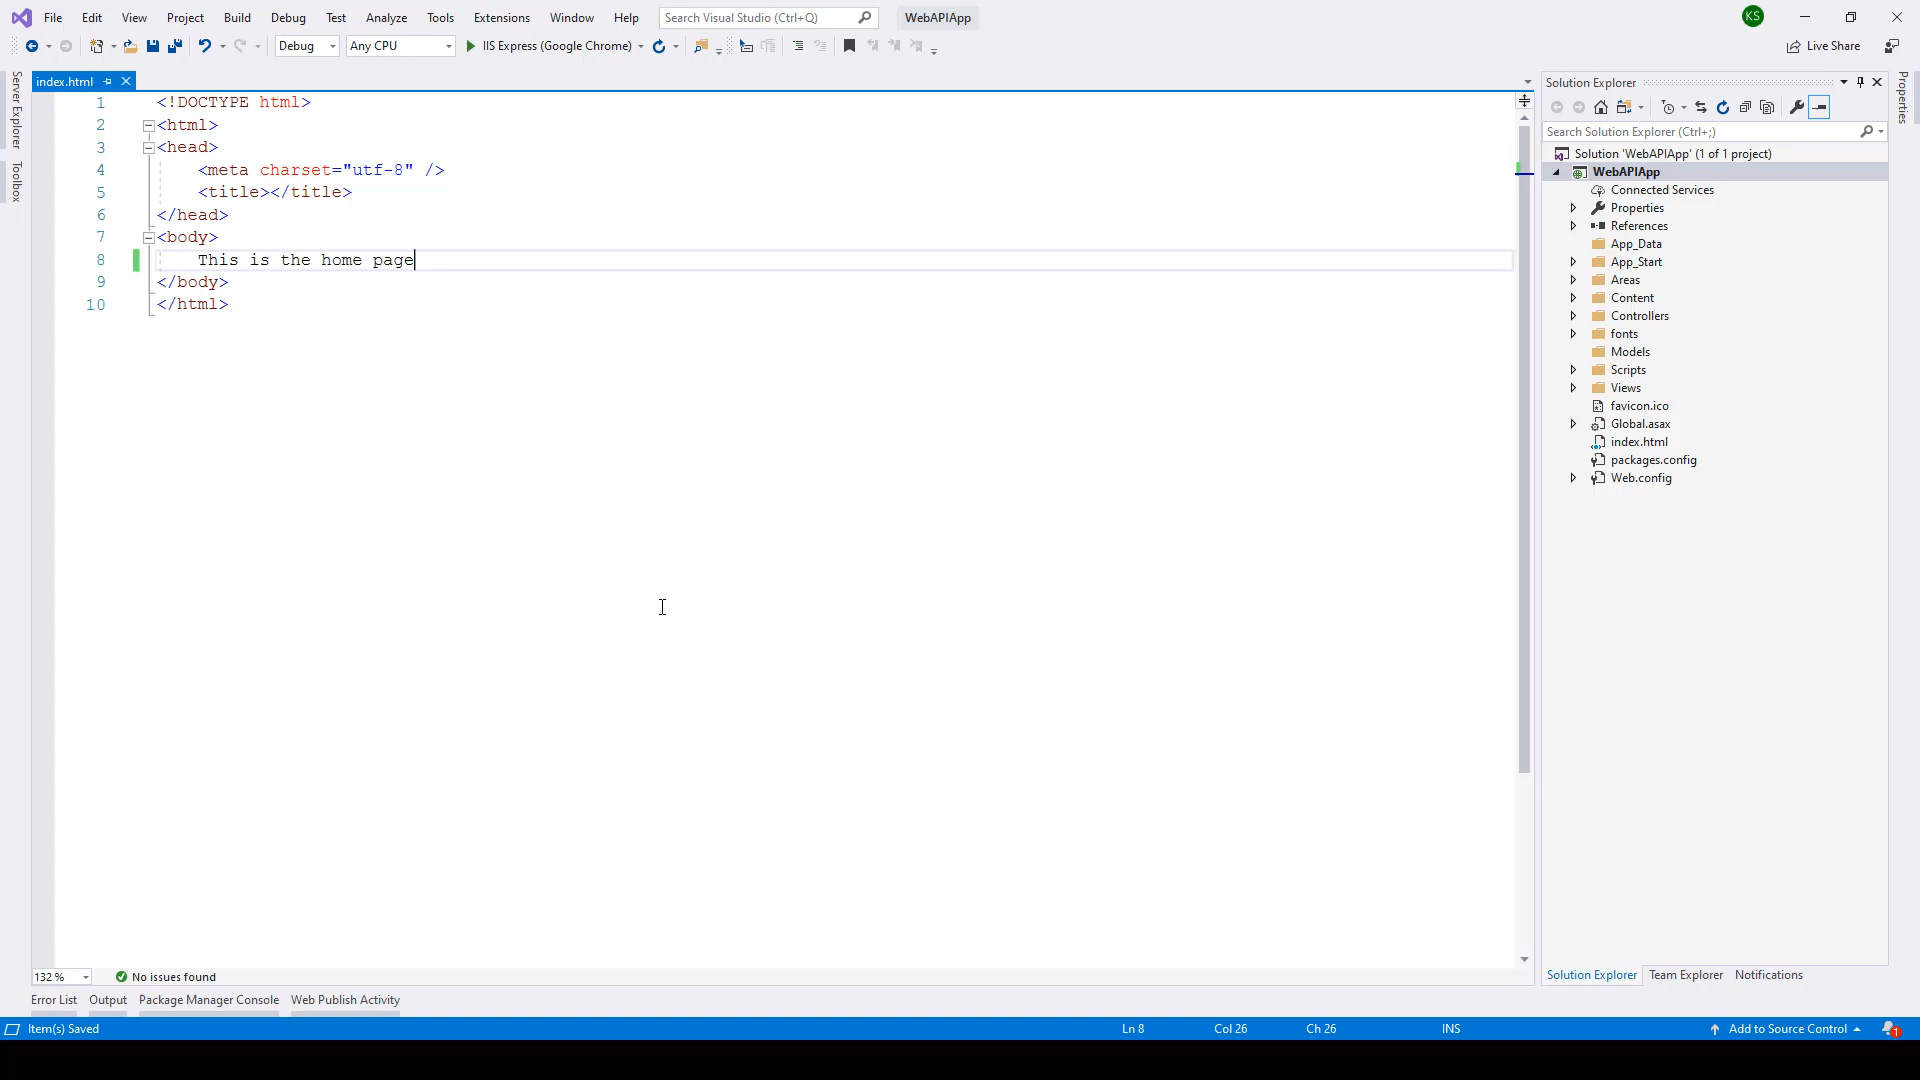 File Edit View Project Build Debug Test Analyze Tools Extensions Window Help Search Visual Studio (Ctrl+Q) WebAPIApp KS
Debug Any CPU IIS Express (Google Chrome) Live Share
Server Explorer
Toolbox
index.html
1 <!DOCTYPE html>
2 <html>
3 <head>
4 <meta charset="utf-8" />
5 <title></title>
6 </head>
7 <body>
8 This is the home page
9 </body>
10 </html>
132 % No issues found
Solution Explorer
Search Solution Explorer (Ctrl+;)
Solution 'WebAPIApp' (1 of 1 project)
WebAPIApp
Connected Services
Properties
References
App_Data
App_Start
Areas
Content
Controllers
fonts
Models
Scripts
Views
favicon.ico
Global.asax
index.html
packages.config
Web.config
Solution Explorer Team Explorer Notifications
Properties
Error List Output Package Manager Console Web Publish Activity
Item(s) Saved Ln 8 Col 26 Ch 26 INS Add to Source Control 1